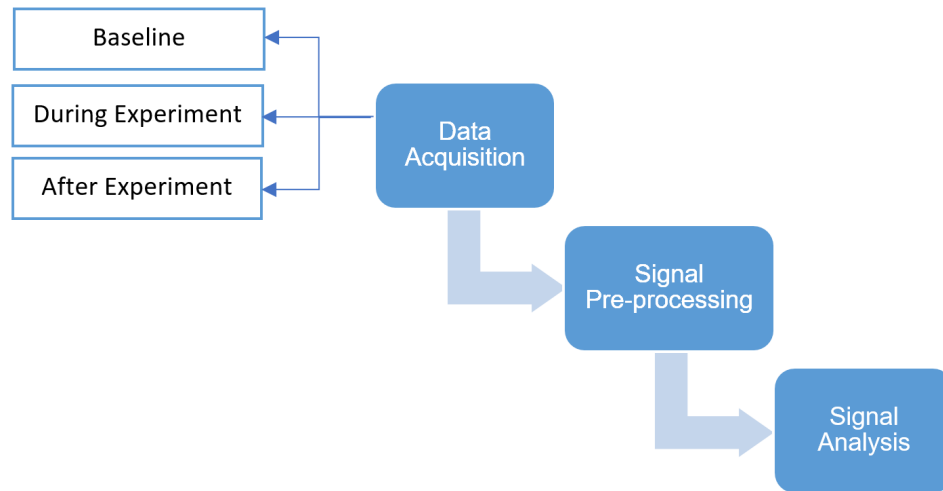 Baseline
During Experiment
After Experiment
Data
Acquisition
Signal
Pre-processing
Signal
Analysis